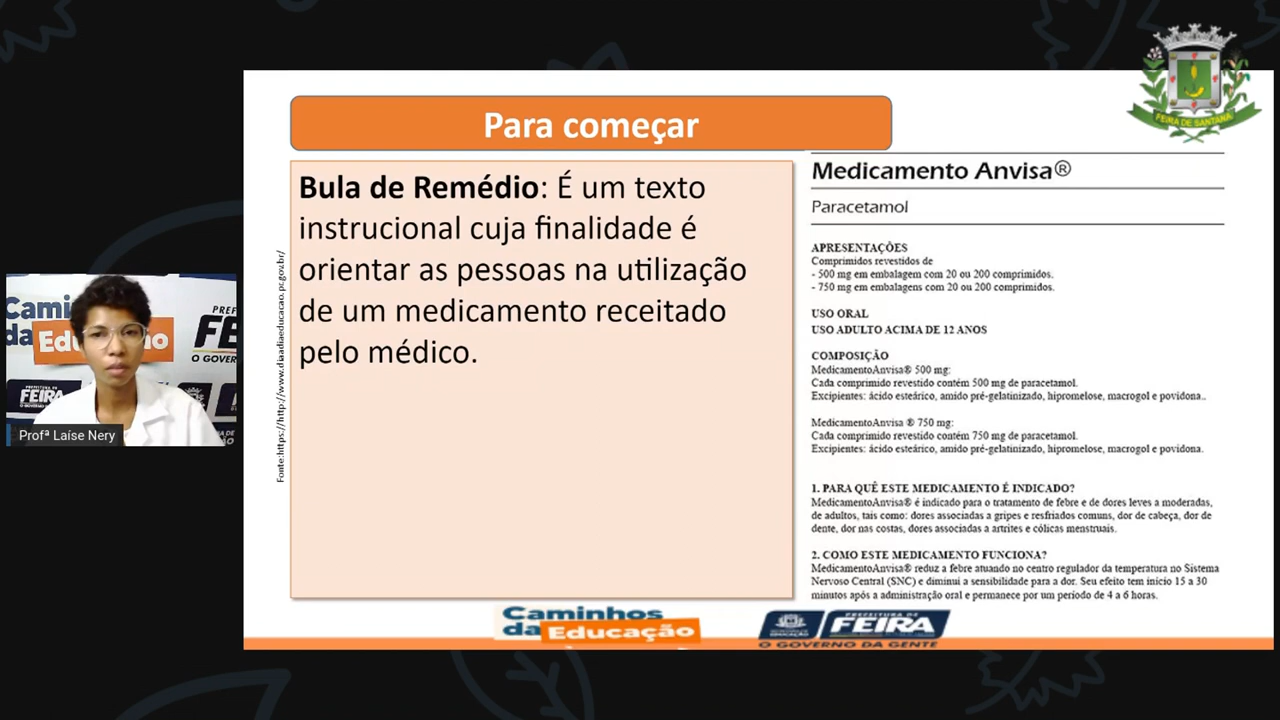 FEIRA DE SANTANA
Para começar
Bula de Remédio: É um texto
instrucional cuja finalidade é
orientar as pessoas na utilização
de um medicamento receitado
pelo médico.
Fonte:https://http://www.diaadiaeducacao.pr.gov.br/
Medicamento Anvisa®
Paracetamol
APRESENTAÇÕES
Comprimidos revestidos de
- 500 mg em embalagem com 20 ou 200 comprimidos.
- 750 mg em embalagens com 20 ou 200 comprimidos.
USO ORAL
USO ADULTO ACIMA DE 12 ANOS
COMPOSIÇÃO
MedicamentoAnvisa® 500 mg:
Cada comprimido revestido contém 500 mg de paracetamol.
Excipientes: ácido esteárico, amido pré-gelatinizado, hipromelose, macrogol e povidona..
MedicamentoAnvisa ® 750 mg:
Cada comprimido revestido contém 750 mg de paracetamol.
Excipientes: ácido esteárico, amido pré-gelatinizado, hipromelose, macrogol e povidona.
1. PARA QUÊ ESTE MEDICAMENTO É INDICADO?
MedicamentoAnvisa® é indicado para o tratamento de febre e de dores leves a moderadas,
de adultos, tais como: dores associadas a gripes e resfriados comuns, dor de cabeça, dor de
dente, dor nas costas, dores associadas a artrites e cólicas menstruais.
2. COMO ESTE MEDICAMENTO FUNCIONA?
MedicamentoAnvisa® reduz a febre atuando no centro regulador da temperatura no Sistema
Nervoso Central (SNC) e diminui a sensibilidade para a dor. Seu efeito tem início 15 a 30
minutos após a administração oral e permanece por um período de 4 a 6 horas.
Caminhos
da Educação
PREFEITURA DE
FEIRA
O GOVERNO DA GENTE
Profª Laíse Nery